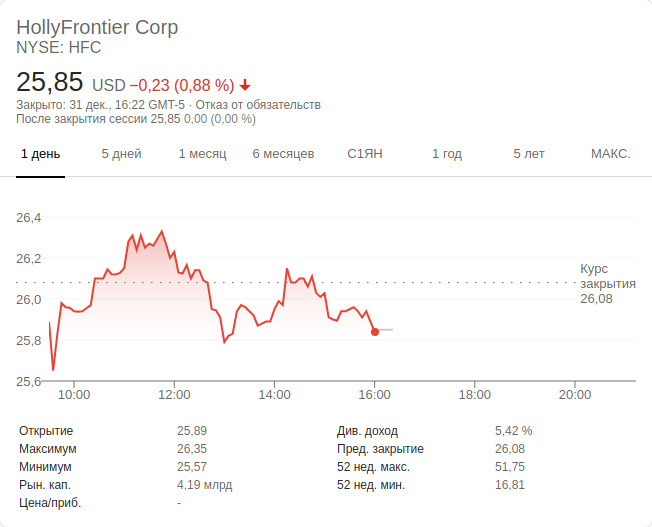 HollyFrontier Corp
NYSE: HFC
25,85 USD −0,23 (0,88 %)
Закрыто: 31 дек., 16:22 GMT-5 · Отказ от обязательств
После закрытия сессии 25,85 0,00 (0,00 %)
1 день 5 дней 1 месяц 6 месяцев С1ЯН 1 год 5 лет МАКС.
26,4
26,2
26,0
25,8
25,6
Курс
закрытия
26,08
10:00 12:00 14:00 16:00 18:00 20:00
Открытие 25,89 Див. доход 5,42 %
Максимум 26,35 Пред. закрытие 26,08
Минимум 25,57 52 нед. макс. 51,75
Рын. кап. 4,19 млрд 52 нед. мин. 16,81
Цена/приб. -